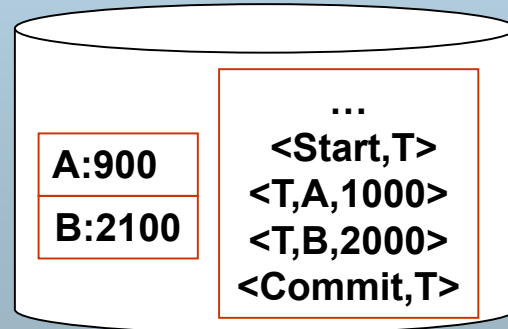 A:900
B:2100
…
<Start,T>
<T,A,1000>
<T,B,2000>
<Commit,T>